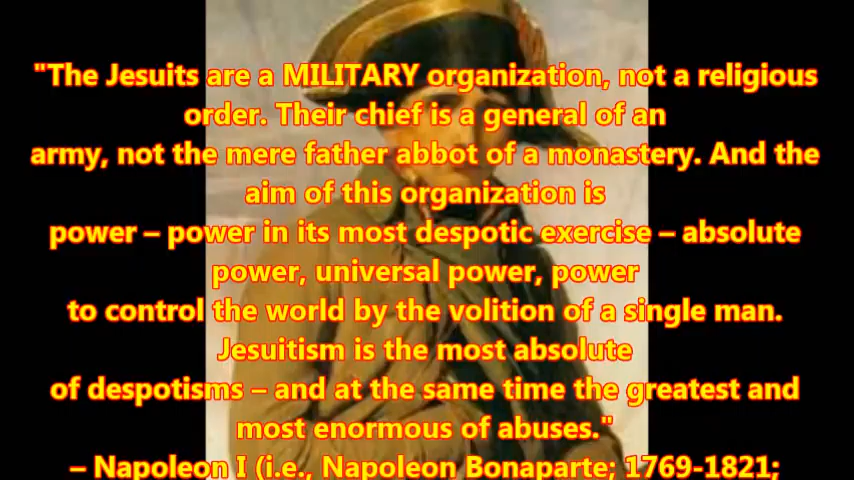 "The Jesuits are a MILITARY organization, not a religious
order. Their chief is a general of an
army, not the mere father abbot of a monastery. And the
aim of this organization is
power – power in its most despotic exercise – absolute
power, universal power, power
to control the world by the volition of a single man.
Jesuitism is the most absolute
of despotisms – and at the same time the greatest and
most enormous of abuses."
– Napoleon I (i.e., Napoleon Bonaparte; 1769-1821;